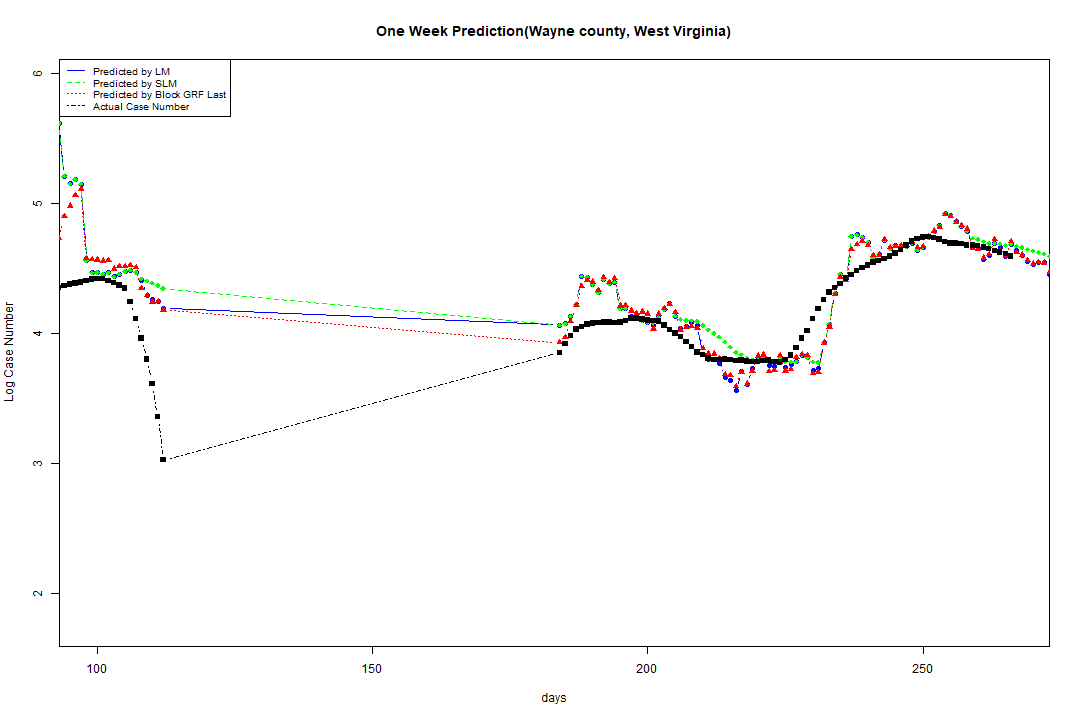 One Week Prediction(Wayne county, West Virginia)
Predicted by LM
Predicted by SLM
Predicted by Block GRF Last
Actual Case Number
6
5
4
3
2
Log Case Number
100
150
200
250
days